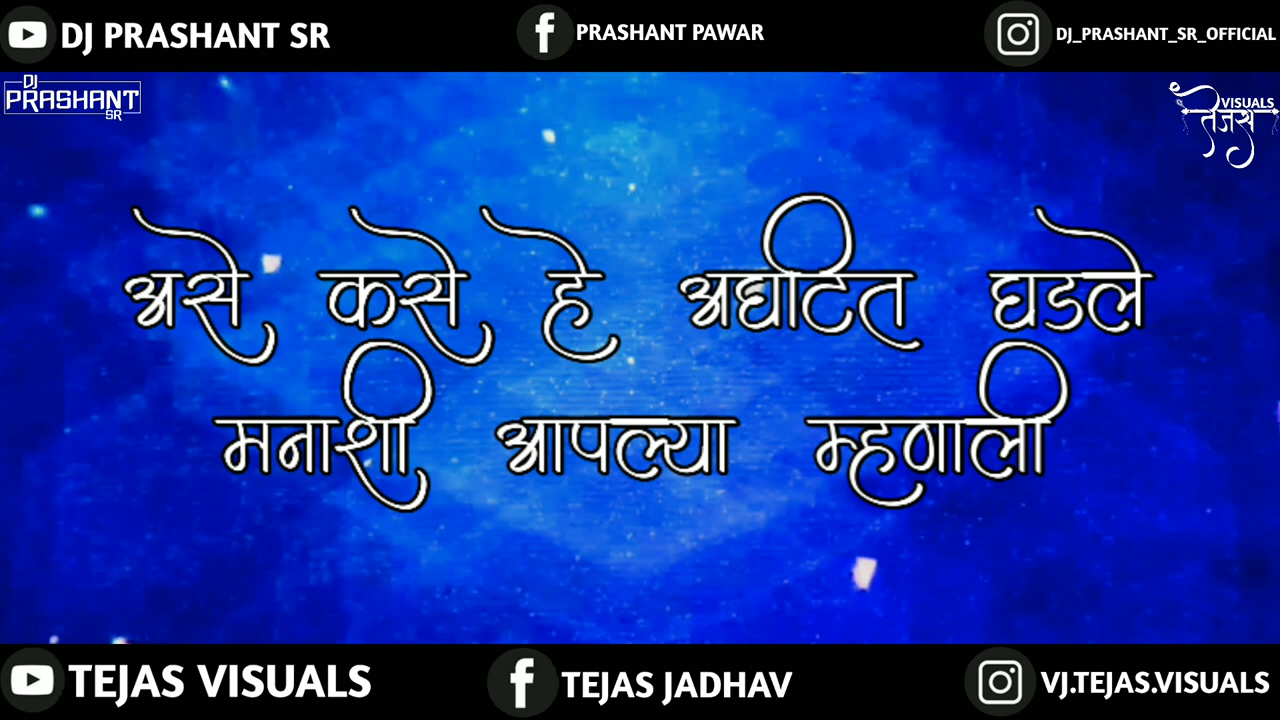 DJ PRASHANT SR
PRASHANT PAWAR
DJ_PRASHANT_SR_OFFICIAL
DJ
PRASHANT
SR
VISUALS
तेजस
असे कसे हे अघटित घडले
मनाशी आपल्या म्हणाली
TEJAS VISUALS
TEJAS JADHAV
VJ.TEJAS.VISUALS